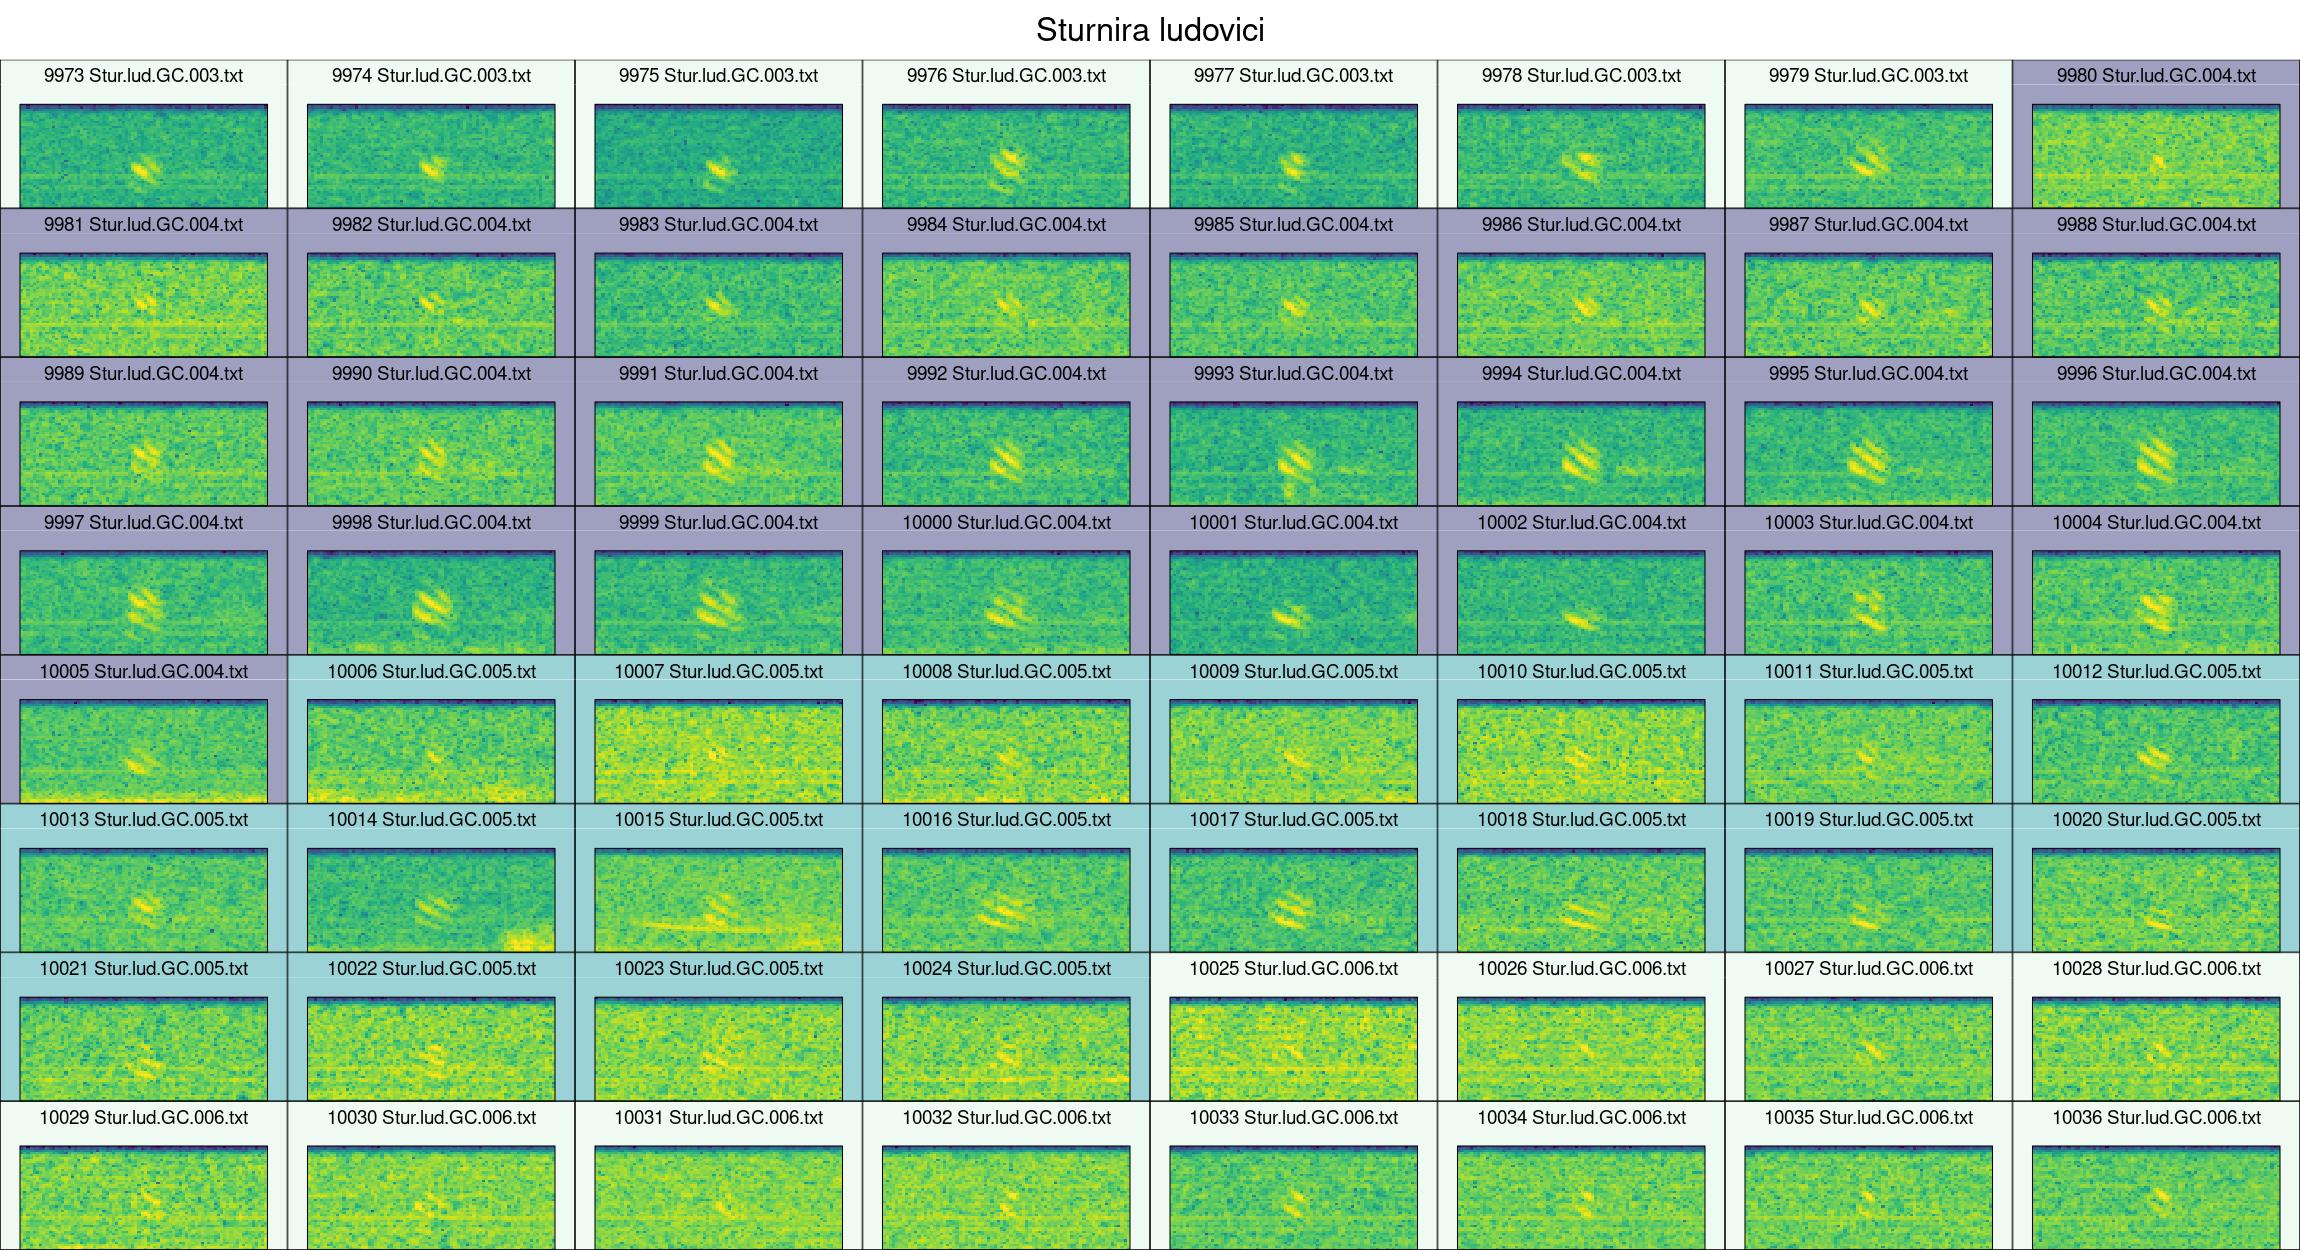 Sturnira ludovici
9973 Stur.lud.GC.003.txt 9974 Stur.lud.GC.003.txt 9975 Stur.lud.GC.003.txt 9976 Stur.lud.GC.003.txt 9977 Stur.lud.GC.003.txt 9978 Stur.lud.GC.003.txt 9979 Stur.lud.GC.003.txt 9980 Stur.lud.GC.004.txt
9981 Stur.lud.GC.004.txt 9982 Stur.lud.GC.004.txt 9983 Stur.lud.GC.004.txt 9984 Stur.lud.GC.004.txt 9985 Stur.lud.GC.004.txt 9986 Stur.lud.GC.004.txt 9987 Stur.lud.GC.004.txt 9988 Stur.lud.GC.004.txt
9989 Stur.lud.GC.004.txt 9990 Stur.lud.GC.004.txt 9991 Stur.lud.GC.004.txt 9992 Stur.lud.GC.004.txt 9993 Stur.lud.GC.004.txt 9994 Stur.lud.GC.004.txt 9995 Stur.lud.GC.004.txt 9996 Stur.lud.GC.004.txt
9997 Stur.lud.GC.004.txt 9998 Stur.lud.GC.004.txt 9999 Stur.lud.GC.004.txt 10000 Stur.lud.GC.004.txt 10001 Stur.lud.GC.004.txt 10002 Stur.lud.GC.004.txt 10003 Stur.lud.GC.004.txt 10004 Stur.lud.GC.004.txt
10005 Stur.lud.GC.004.txt 10006 Stur.lud.GC.005.txt 10007 Stur.lud.GC.005.txt 10008 Stur.lud.GC.005.txt 10009 Stur.lud.GC.005.txt 10010 Stur.lud.GC.005.txt 10011 Stur.lud.GC.005.txt 10012 Stur.lud.GC.005.txt
10013 Stur.lud.GC.005.txt 10014 Stur.lud.GC.005.txt 10015 Stur.lud.GC.005.txt 10016 Stur.lud.GC.005.txt 10017 Stur.lud.GC.005.txt 10018 Stur.lud.GC.005.txt 10019 Stur.lud.GC.005.txt 10020 Stur.lud.GC.005.txt
10021 Stur.lud.GC.005.txt 10022 Stur.lud.GC.005.txt 10023 Stur.lud.GC.005.txt 10024 Stur.lud.GC.005.txt 10025 Stur.lud.GC.006.txt 10026 Stur.lud.GC.006.txt 10027 Stur.lud.GC.006.txt 10028 Stur.lud.GC.006.txt
10029 Stur.lud.GC.006.txt 10030 Stur.lud.GC.006.txt 10031 Stur.lud.GC.006.txt 10032 Stur.lud.GC.006.txt 10033 Stur.lud.GC.006.txt 10034 Stur.lud.GC.006.txt 10035 Stur.lud.GC.006.txt 10036 Stur.lud.GC.006.txt